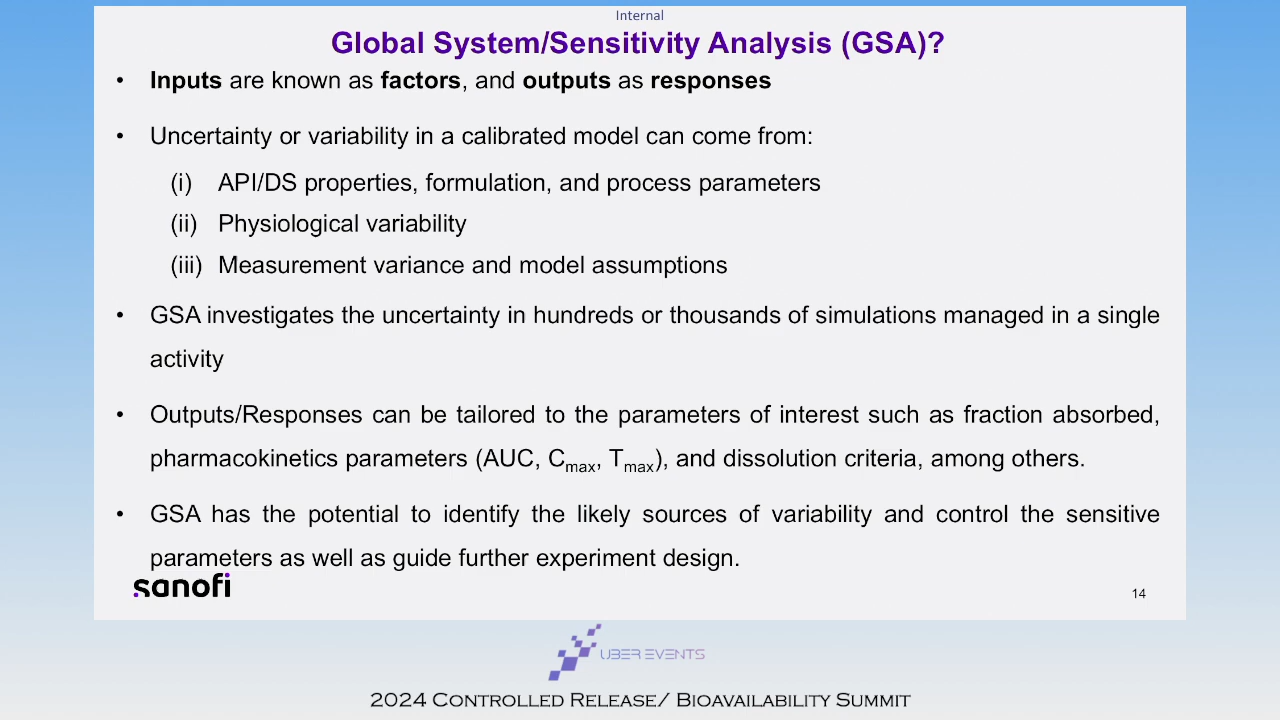 Internal
Global System/Sensitivity Analysis (GSA)?
• Inputs are known as factors, and outputs as responses
• Uncertainty or variability in a calibrated model can come from:
(i) API/DS properties, formulation, and process parameters
(ii) Physiological variability
(iii) Measurement variance and model assumptions
• GSA investigates the uncertainty in hundreds or thousands of simulations managed in a single
activity
• Outputs/Responses can be tailored to the parameters of interest such as fraction absorbed,
pharmacokinetics parameters (AUC, Cmax, Tmax), and dissolution criteria, among others.
• GSA has the potential to identify the likely sources of variability and control the sensitive
parameters as well as guide further experiment design.
sanofi
14
UBER EVENTS
2024 Controlled Release/ Bioavailability Summit